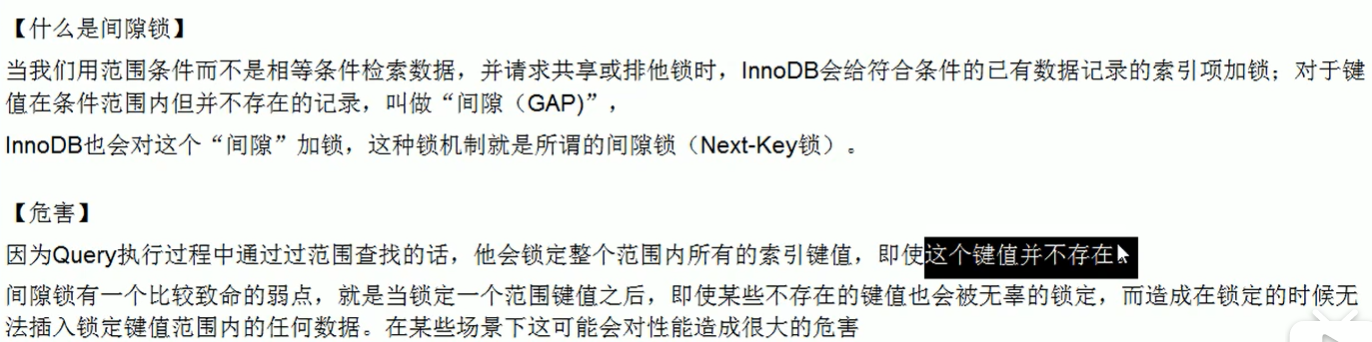 【什么是间隙锁】
当我们用范围条件而不是相等条件检索数据，并请求共享或排他锁时，InnoDB会给符合条件的已有数据记录的索引项加锁；对于键
值在条件范围内但并不存在的记录，叫做“间隙（GAP)”，
InnoDB也会对这个“间隙”加锁，这种锁机制就是所谓的间隙锁（Next-Key锁）。
【危害】
因为Query执行过程中通过过范围查找的话，他会锁定整个范围内所有的索引键值，即使这个键值并不存在
间隙锁有一个比较致命的弱点，就是当锁定一个范围键值之后，即使某些不存在的键值也会被无辜的锁定，而造成在锁定的时候无
法插入锁定键值范围内的任何数据。在某些场景下这可能会对性能造成很大的危害